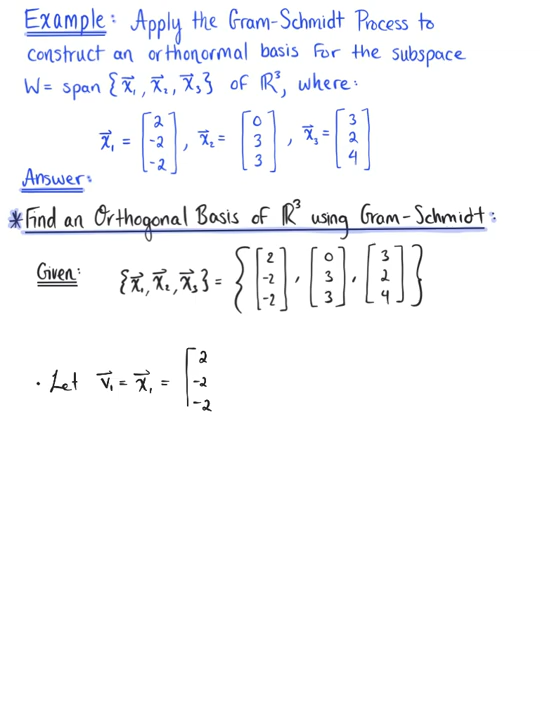 Example: Apply the Gram-Schmidt Process to
construct an orthonormal basis for the subspace
W= span {x⃗₁, x⃗₂, x⃗₃} of ℝ³, where:
x⃗₁ = [2 -2 -2], x⃗₂ = [0 3 3], x⃗₃ = [3 2 4]
Answer:
*Find an Orthogonal Basis of ℝ³ using Gram-Schmidt:
Given: {x⃗₁, x⃗₂, x⃗₃} = { [2 -2 -2], [0 3 3], [3 2 4] }
· Let v⃗₁ = x⃗₁ = [2 -2 -2